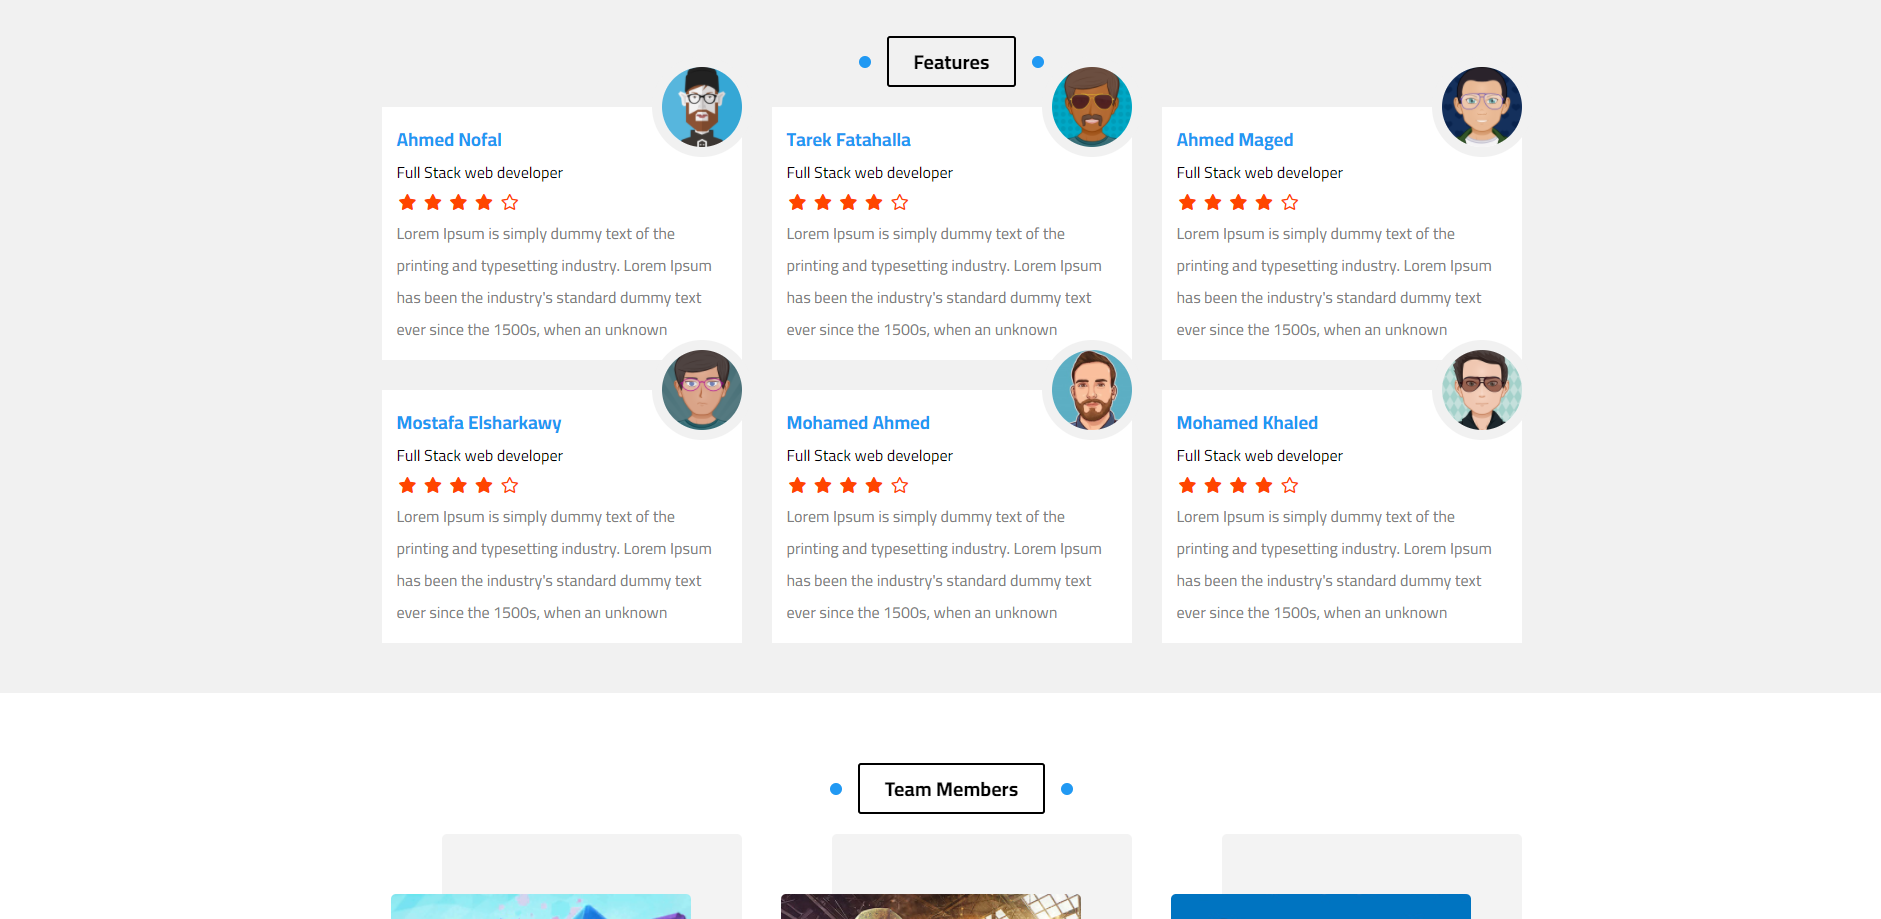 Features
Ahmed Nofal
Full Stack web developer
Lorem Ipsum is simply dummy text of the
printing and typesetting industry. Lorem Ipsum
has been the industry's standard dummy text
ever since the 1500s, when an unknown
Tarek Fatahalla
Full Stack web developer
Lorem Ipsum is simply dummy text of the
printing and typesetting industry. Lorem Ipsum
has been the industry's standard dummy text
ever since the 1500s, when an unknown
Ahmed Maged
Full Stack web developer
Lorem Ipsum is simply dummy text of the
printing and typesetting industry. Lorem Ipsum
has been the industry's standard dummy text
ever since the 1500s, when an unknown
Mostafa Elsharkawy
Full Stack web developer
Lorem Ipsum is simply dummy text of the
printing and typesetting industry. Lorem Ipsum
has been the industry's standard dummy text
ever since the 1500s, when an unknown
Mohamed Ahmed
Full Stack web developer
Lorem Ipsum is simply dummy text of the
printing and typesetting industry. Lorem Ipsum
has been the industry's standard dummy text
ever since the 1500s, when an unknown
Mohamed Khaled
Full Stack web developer
Lorem Ipsum is simply dummy text of the
printing and typesetting industry. Lorem Ipsum
has been the industry's standard dummy text
ever since the 1500s, when an unknown
Team Members